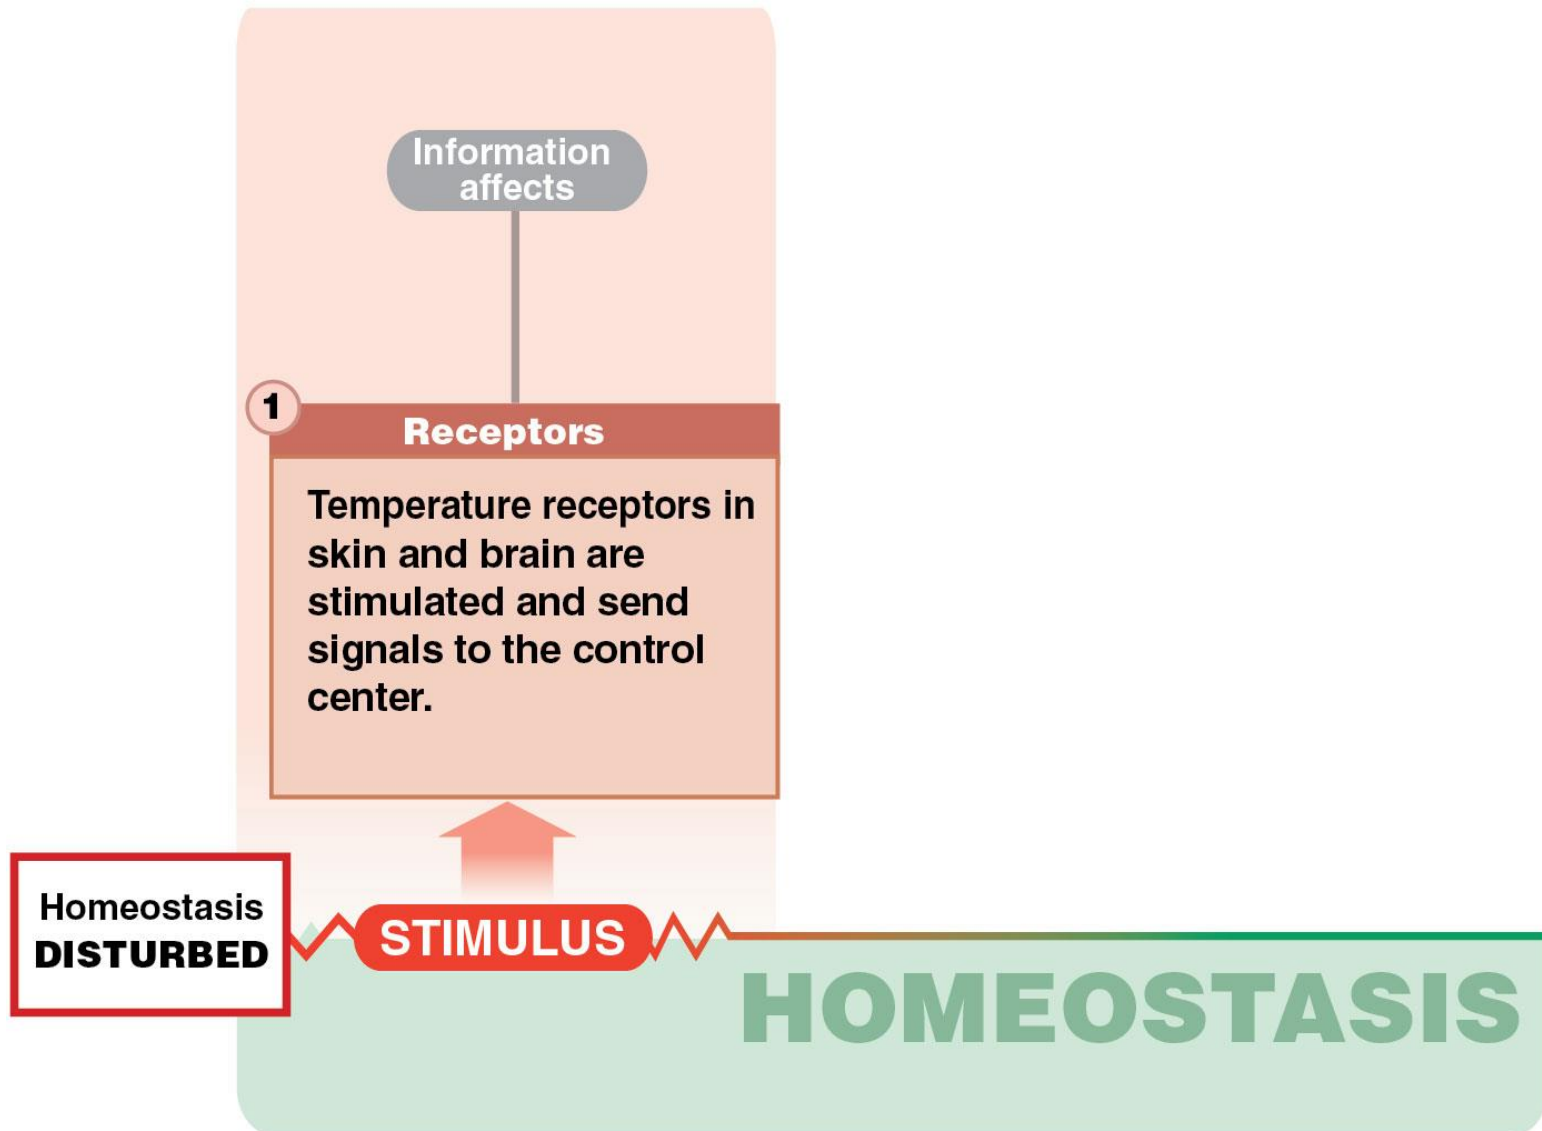 Information
affects
1
Receptors
Temperature receptors in
skin and brain are
stimulated and send
signals to the control
center.
Homeostasis
DISTURBED
STIMULUS
HOMEOSTASIS